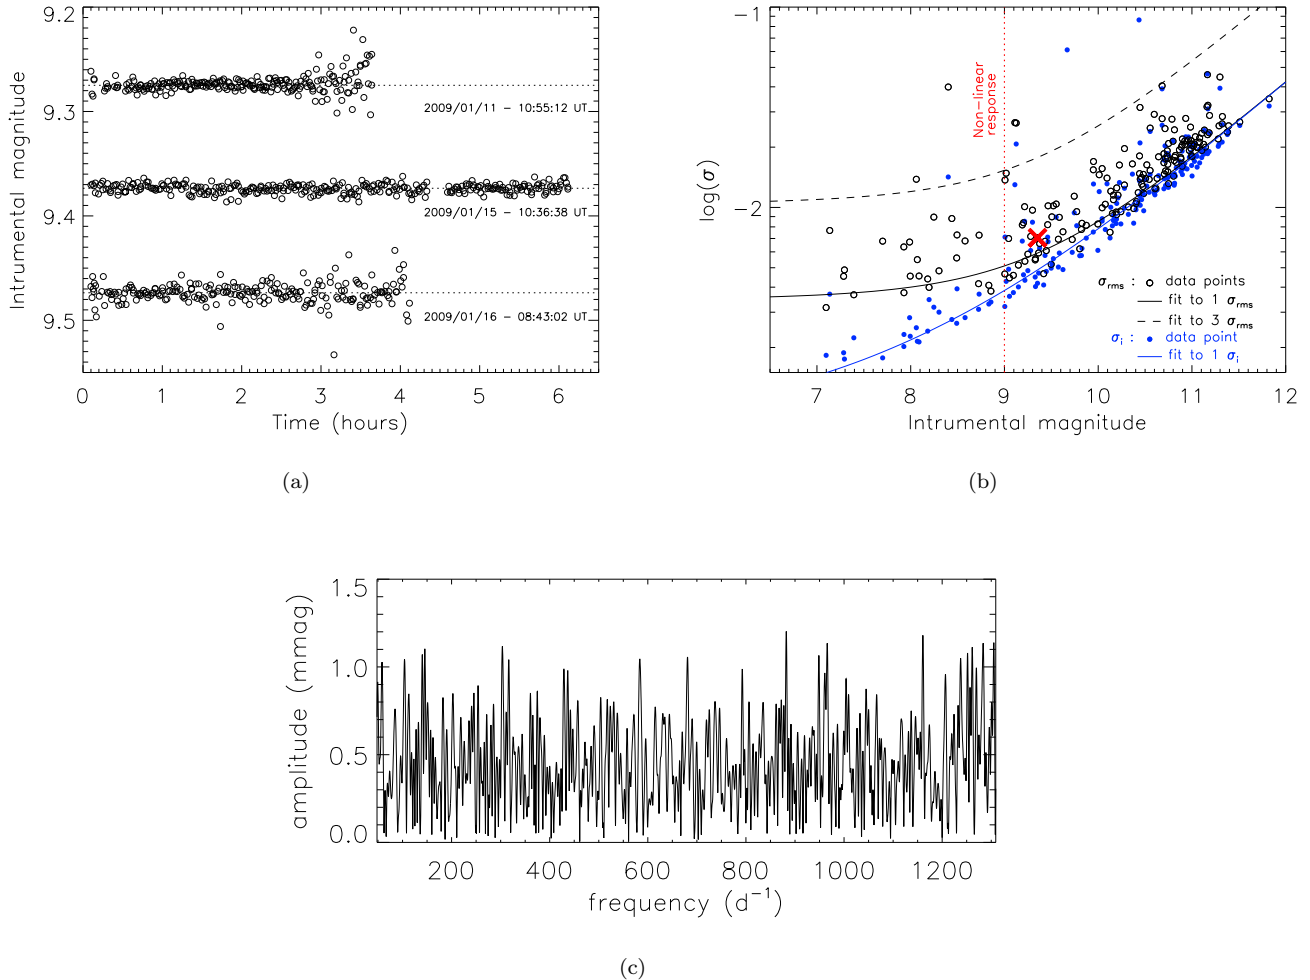 9.2
9.3
9.4
9.5
Intrumental magnitude
2009/01/11 - 10:55:12 UT
2009/01/15 - 10:36:38 UT
2009/01/16 - 08:43:02 UT
0 1 2 3 4 5 6
Time (hours)
(a)
-1
-2
log(σ)
Non-linear
response
σrms : data points
fit to 1 σrms
fit to 3 σrms
σi : data point
fit to 1 σi
7 8 9 10 11 12
Intrumental magnitude
(b)
1.5
1.0
0.5
0.0
amplitude (mmag)
200 400 600 800 1000 1200
frequency (d⁻¹)
(c)